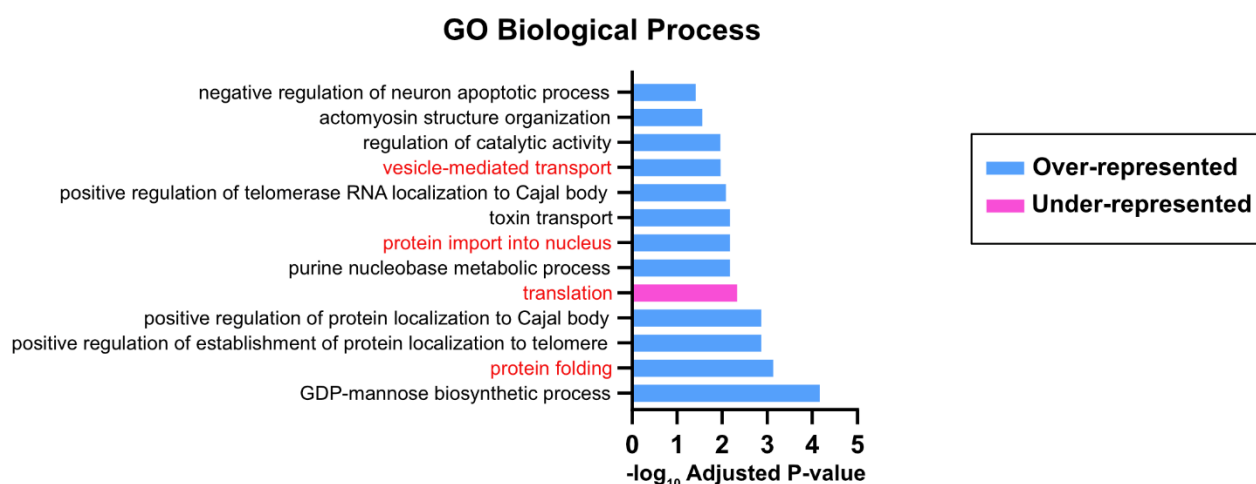 GO Biological Process
negative regulation of neuron apoptotic process
actomyosin structure organization
regulation of catalytic activity
vesicle-mediated transport
positive regulation of telomerase RNA localization to Cajal body
toxin transport
protein import into nucleus
purine nucleobase metabolic process
translation
positive regulation of protein localization to Cajal body
positive regulation of establishment of protein localization to telomere
protein folding
GDP-mannose biosynthetic process
0 1 2 3 4 5
-log₁₀ Adjusted P-value
Over-represented
Under-represented